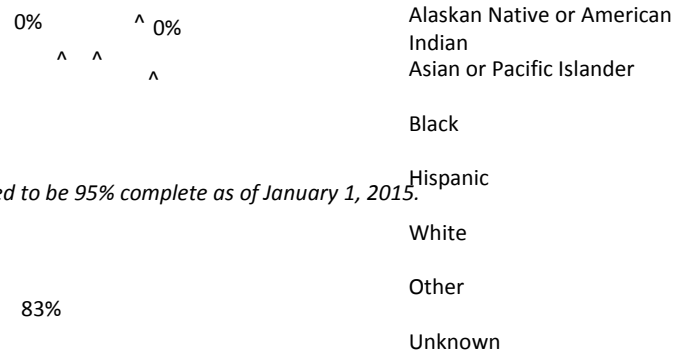 0%
^
0%
^ ^
^
Alaskan Native or American
Indian
Asian or Pacific Islander
Black
Hispanic
ed to be 95% complete as of January 1, 2015.
White
Other
83%
Unknown